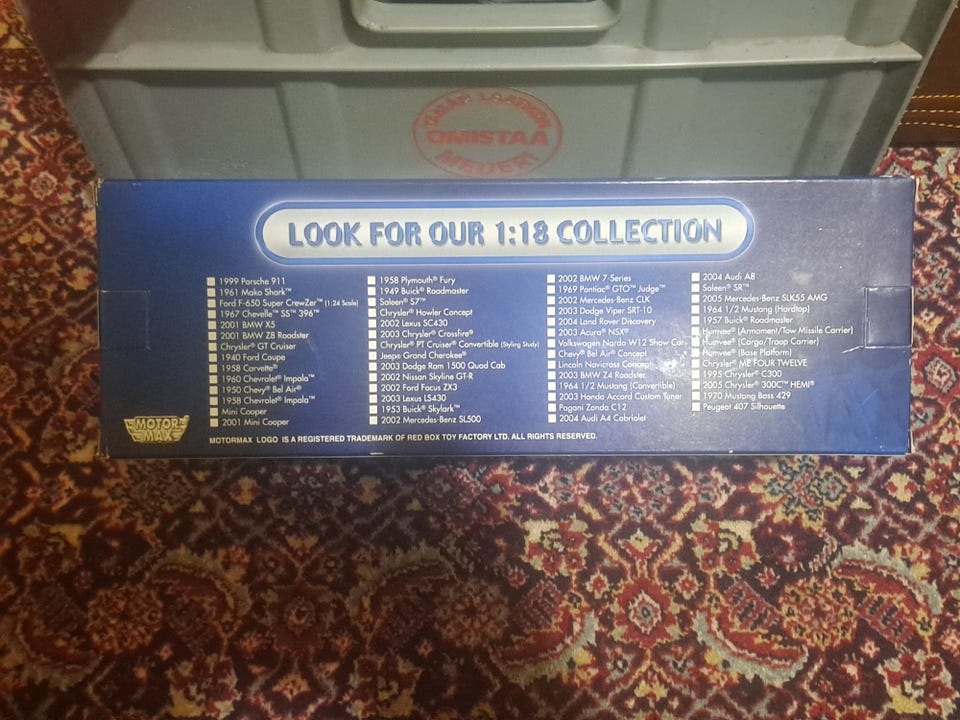 TÄMÄN LAATIKON
OMISTAA
MEIJERI
LOOK FOR OUR 1:18 COLLECTION
1999 Porsche 911
1961 Mako Shark™
Ford F-650 Super CrewZer™ (1:24 Scale)
1967 Chevelle™ SS™ 396™
2001 BMW X5
2001 BMW Z8 Roadster
Chrysler® GT Cruiser
1940 Ford Coupe
1958 Corvette®
1960 Chevrolet® Impala™
1950 Chevy® Bel Air®
1958 Chevrolet® Impala™
Mini Cooper
2001 Mini Cooper
1958 Plymouth® Fury
1949 Buick® Roadmaster
Saleen® S7™
Chrysler® Howler Concept
2002 Lexus SC430
2003 Chrysler® Crossfire®
Chrysler® PT Cruiser® Convertible (Styling Study)
Jeep® Grand Cherokee®
2003 Dodge Ram 1500 Quad Cab
2002 Nissan Skyline GT-R
2002 Ford Focus ZX3
2003 Lexus LS430
1953 Buick® Skylark™
2002 Mercedes-Benz SL500
2002 BMW 7-Series
1969 Pontiac® GTO™ Judge™
2002 Mercedes-Benz CLK
2003 Dodge Viper SRT-10
2004 Land Rover Discovery
2003 Acura® NSX®
Volkswagen Nardo W12 Show Car
Chevy® Bel Air® Concept
Lincoln Navicross Concept
2003 BMW Z4 Roadster
1964 1/2 Mustang (Convertible)
2003 Honda Accord Custom Tuner
Pagani Zonda C12
2004 Audi A4 Cabriolet
2004 Audi A8
Saleen® SR™
2005 Mercedes-Benz SLK55 AMG
1964 1/2 Mustang (Hardtop)
1957 Buick® Roadmaster
Humvee® (Armament/Tow Missile Carrier)
Humvee® (Cargo/Troop Carrier)
Humvee® (Base Platform)
Chrysler® ME FOUR TWELVE
1995 Chrysler® C300
2005 Chrysler® 300C™ HEMI®
1970 Mustang Boss 429
Peugeot 407 Silhouette
MOTOR
MAX
MOTORMAX LOGO IS A REGISTERED TRADEMARK OF RED BOX TOY FACTORY LTD. ALL RIGHTS RESERVED.